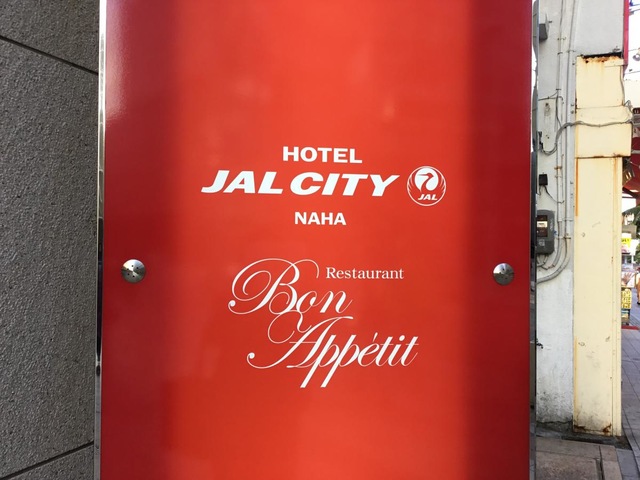 HOTEL
JAL CITY JAL
NAHA
Restaurant
Bon
Appétit